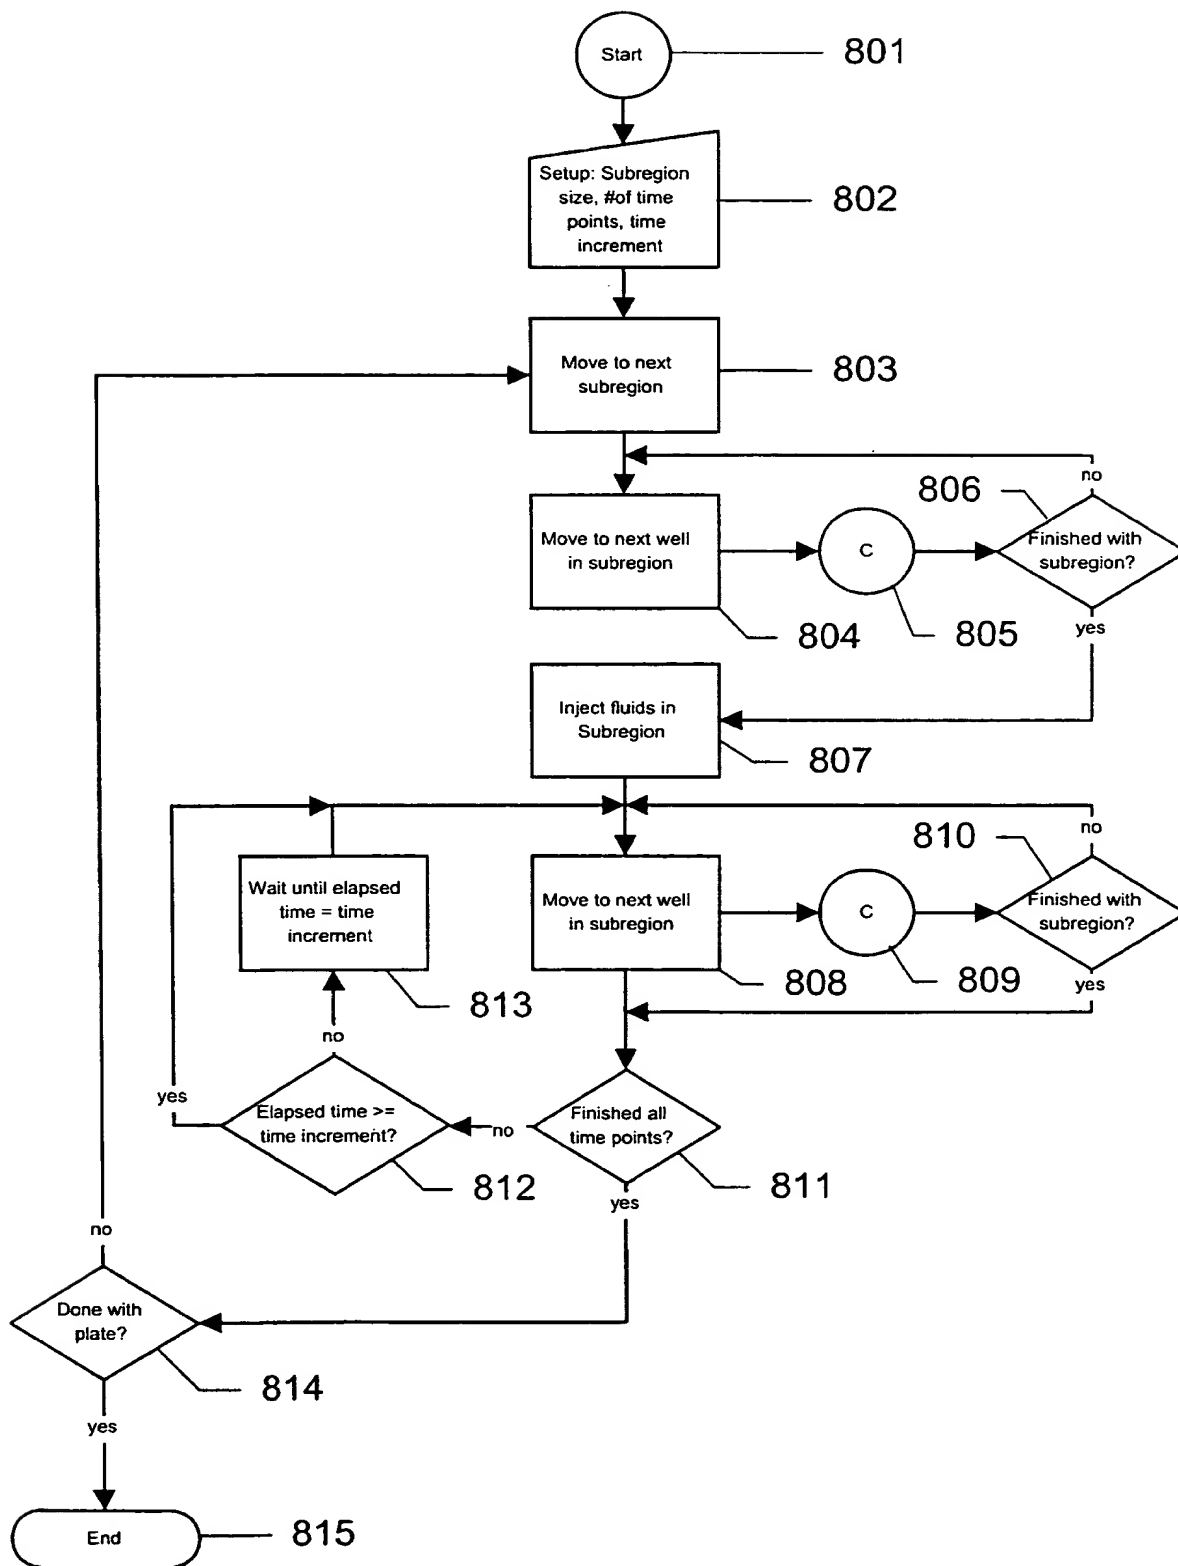 Start
801
Setup: Subregion
size, #of time
points, time
increment
802
Move to next
subregion
803
no
806
Move to next well
in subregion
C
Finished with
subregion?
804
805
yes
Inject fluids in
Subregion
807
810
no
Wait until elapsed
time = time
increment
Move to next well
in subregion
C
Finished with
subregion?
813
808
809
yes
no
yes
Elapsed time >=
time increment?
no
Finished all
time points?
812
811
yes
no
Done with
plate?
814
yes
End
815